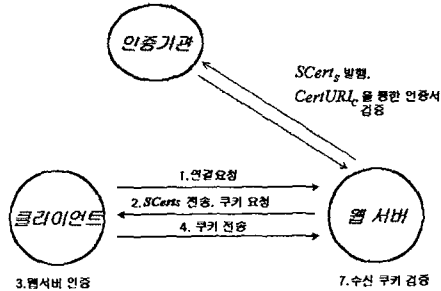 인증기관
SCert_s 발행,
CertURL_c 을 통한 인증서
검증
1.연결요청
클라이언트
2.SCerts 전송, 쿠키 요청
웹 서버
4. 쿠키 전송
3.웹서버 인증
7.수신 쿠키 검증